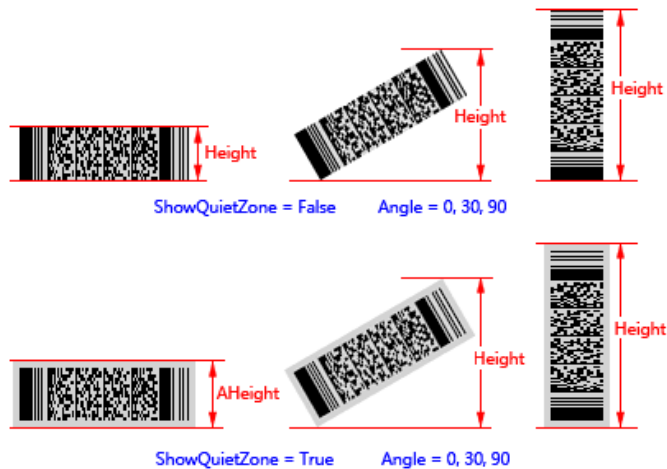 Height
Height
Height
ShowQuietZone = False Angle = 0, 30, 90
Height
Height
AHeight
ShowQuietZone = True Angle = 0, 30, 90